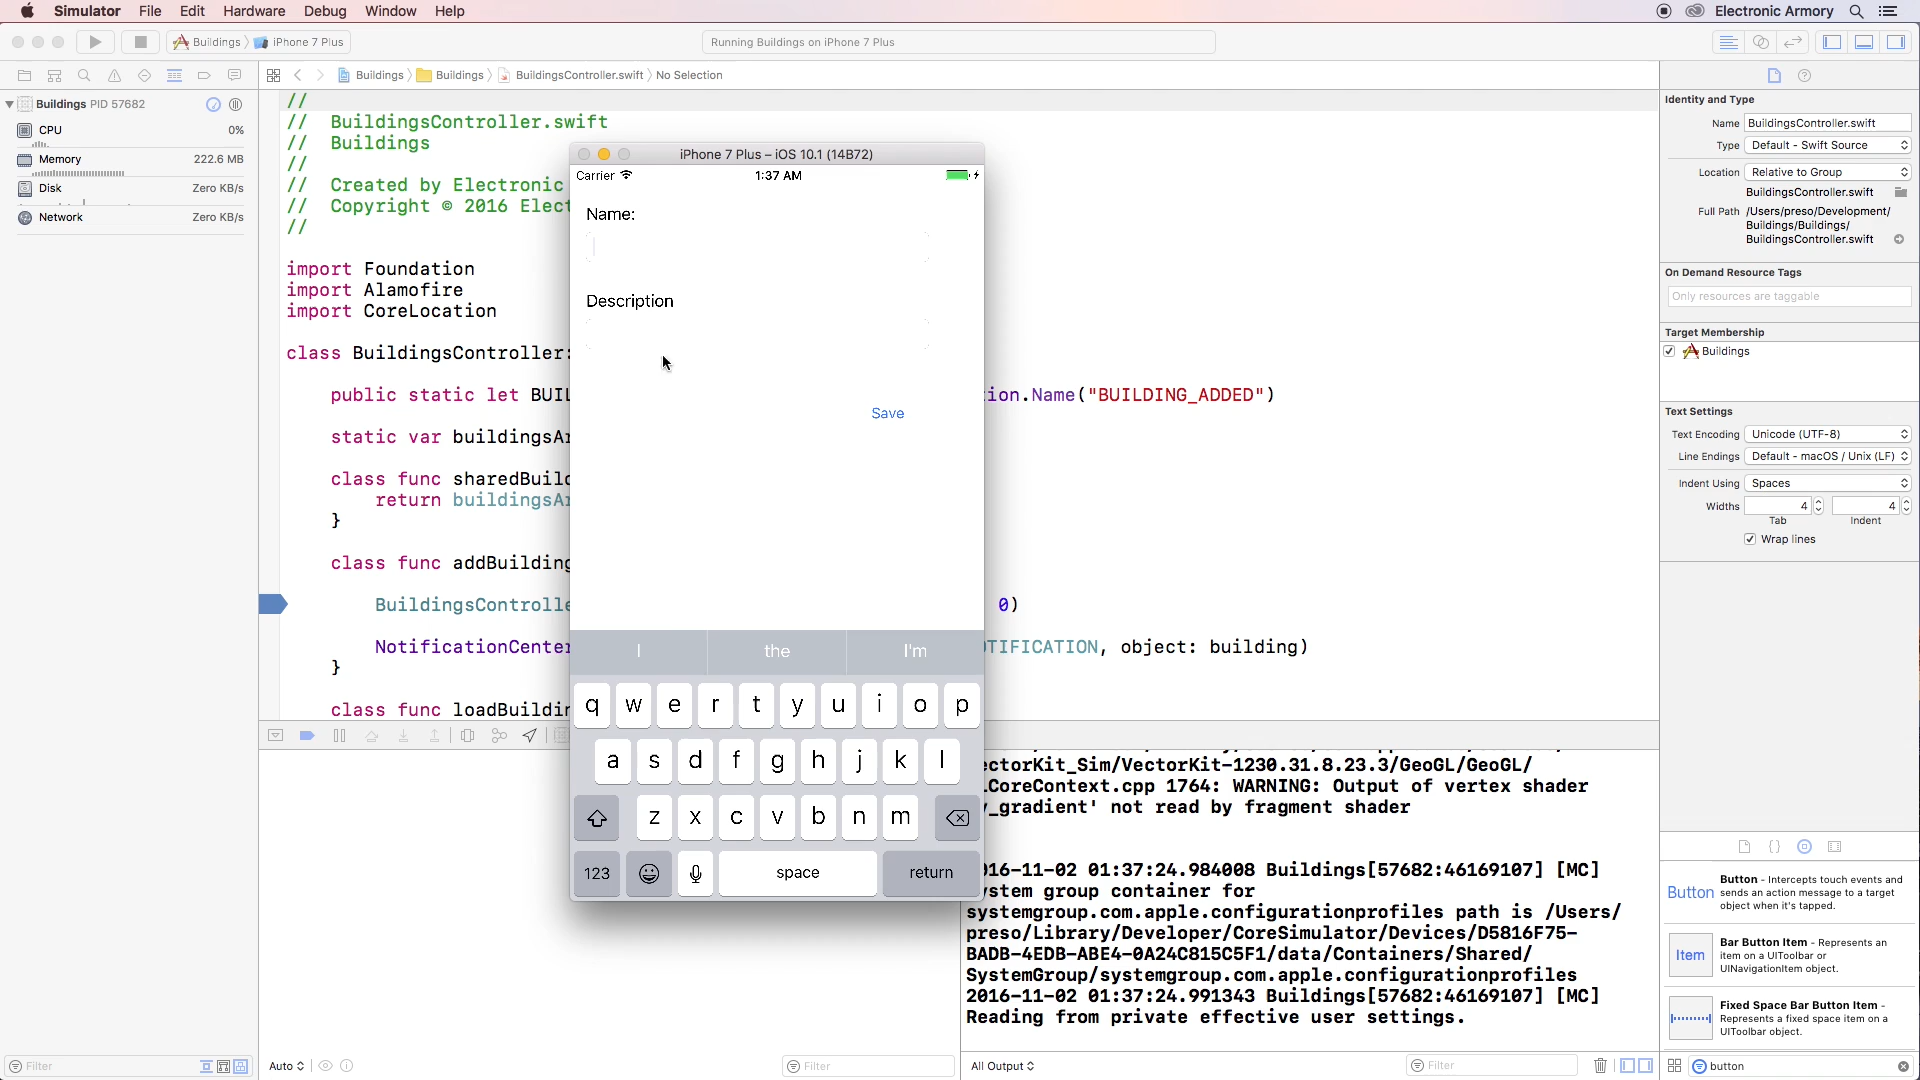 Simulator File Edit Hardware Debug Window Help
Electronic Armory
Buildings iPhone 7 Plus
Running Buildings on iPhone 7 Plus
Buildings Buildings BuildingsController.swift No Selection
Buildings PID 57682
CPU 0%
Memory 222.6 MB
Disk Zero KB/s
Network Zero KB/s
//
// BuildingsController.swift
// Buildings
//
// Created by Electronic
// Copyright © 2016 Elect
//
import Foundation
import Alamofire
import CoreLocation
class BuildingsController:
public static let BUIL
ion.Name("BUILDING_ADDED")
static var buildingsAr
class func sharedBuild
return buildingsAr
}
class func addBuilding
BuildingsControlle
0)
NotificationCenter
TIFICATION, object: building)
}
class func loadBuildin
iPhone 7 Plus – iOS 10.1 (14B72)
Carrier 1:37 AM
Name:
Description
Save
I the I'm
q w e r t y u i o p
a s d f g h j k l
z x c v b n m
123 space return
ectorKit_Sim/VectorKit-1230.31.8.23.3/GeoGL/GeoGL/
CoreContext.cpp 1764: WARNING: Output of vertex shader
_gradient' not read by fragment shader
16-11-02 01:37:24.984008 Buildings[57682:46169107] [MC]
stem group container for
systemgroup.com.apple.configurationprofiles path is /Users/
preso/Library/Developer/CoreSimulator/Devices/D5816F75-
BADB-4EDB-ABE4-0A24C815C5F1/data/Containers/Shared/
SystemGroup/systemgroup.com.apple.configurationprofiles
2016-11-02 01:37:24.991343 Buildings[57682:46169107] [MC]
Reading from private effective user settings.
Filter
Auto
Filter
All Output
Filter
Identity and Type
Name BuildingsController.swift
Type Default - Swift Source
Location Relative to Group
BuildingsController.swift
Full Path /Users/preso/Development/
Buildings/Buildings/
BuildingsController.swift
On Demand Resource Tags
Only resources are taggable
Target Membership
Buildings
Text Settings
Text Encoding Unicode (UTF-8)
Line Endings Default - macOS / Unix (LF)
Indent Using Spaces
Widths 4 4
Tab Indent
Wrap lines
Button Button - Intercepts touch events and
sends an action message to a target
object when it's tapped.
Item Bar Button Item - Represents an
item on a UIToolbar or
UINavigationItem object.
Fixed Space Bar Button Item -
Represents a fixed space item on a
UIToolbar object.
button